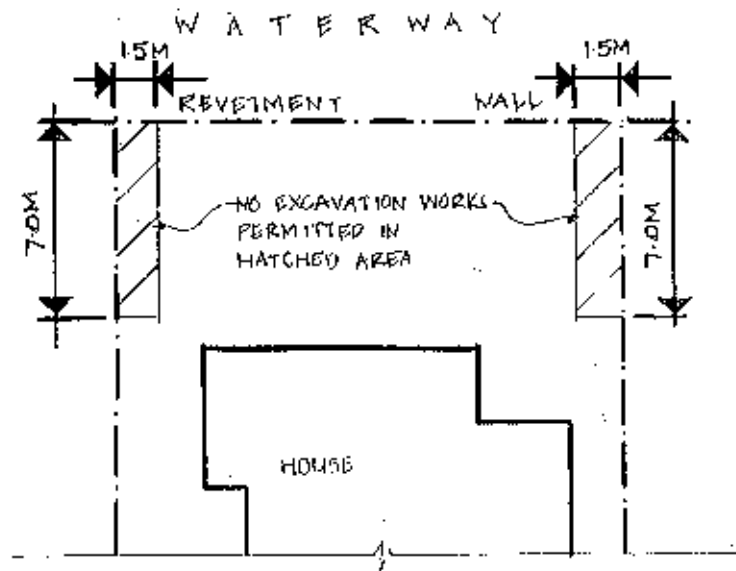 WATERWAY
1.5M 1.5M
REVETMENT WALL
7.0M 7.0M
NO EXCAVATION WORKS
PERMITTED IN
HATCHED AREA
HOUSE